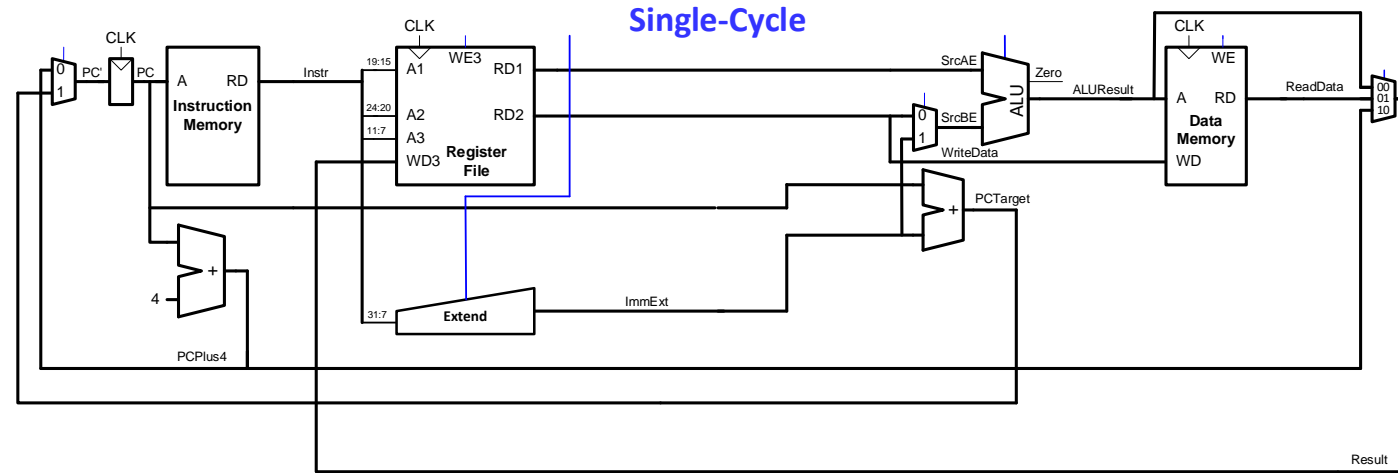 Single-Cycle
CLK
CLK
CLK
0
1
PC'
PC
A
RD
Instr
Instruction
Memory
19:15
A1
WE3
RD1
24:20
A2
RD2
11:7
A3
WD3
Register
File
SrcAE
0
1
SrcBE
ALU
Zero
ALUResult
WE
A
RD
Data
Memory
WD
ReadData
00
01
10
WriteData
+
PCTarget
+
4
31:7
Extend
ImmExt
PCPlus4
Result